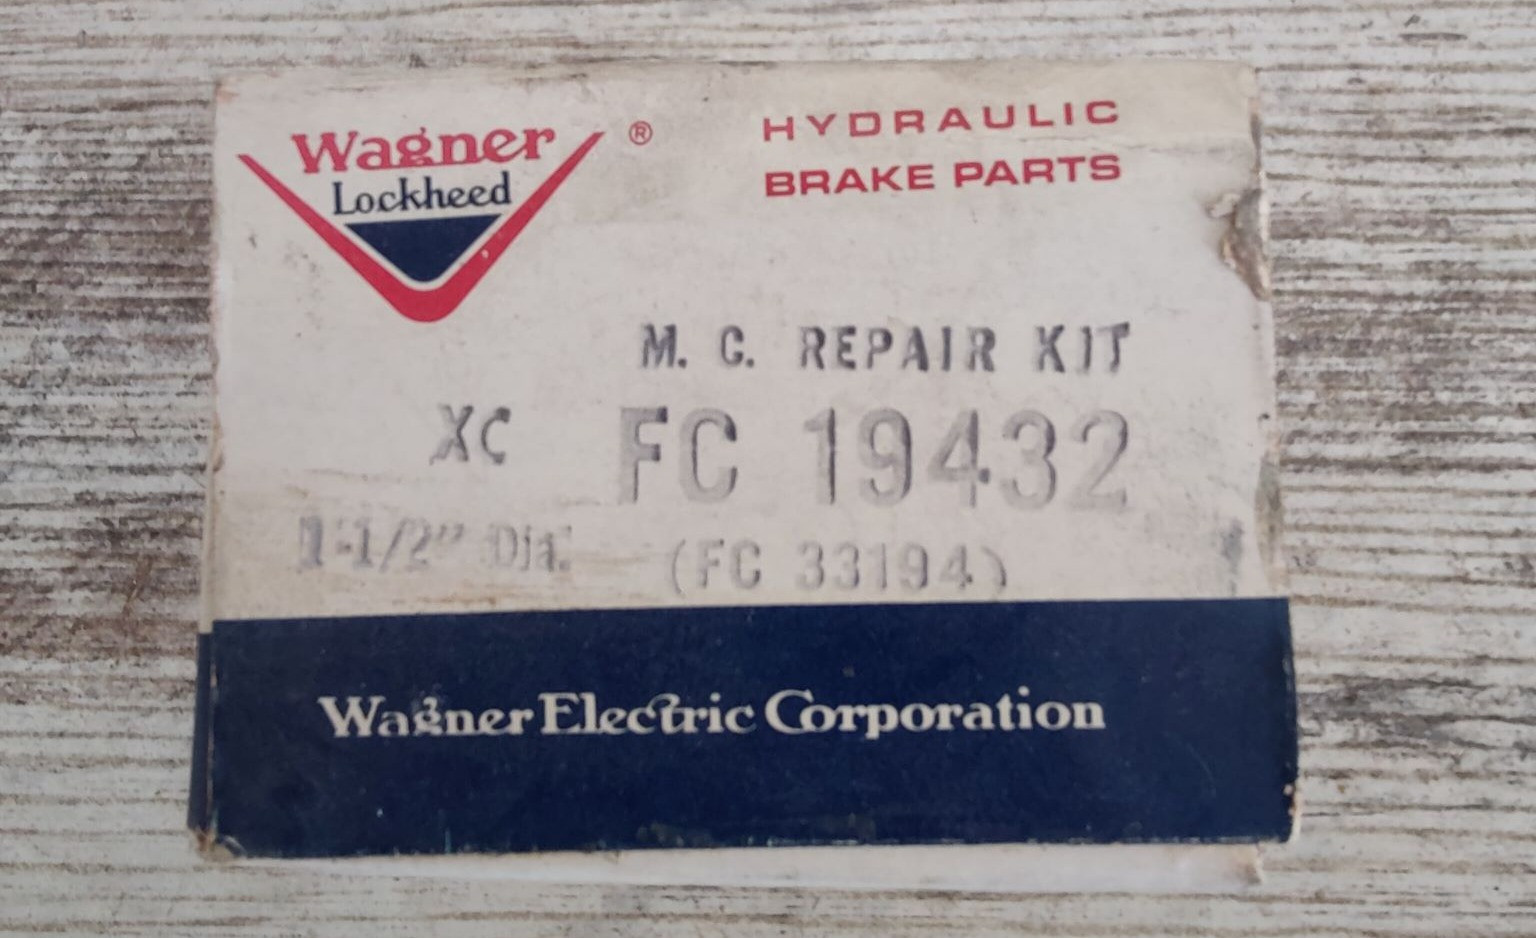 Wagner ®
Lockheed
HYDRAULIC
BRAKE PARTS
M. C. REPAIR KIT
XC FC 19432
1-1/2" Dia. (FC 33194)
Wagner Electric Corporation